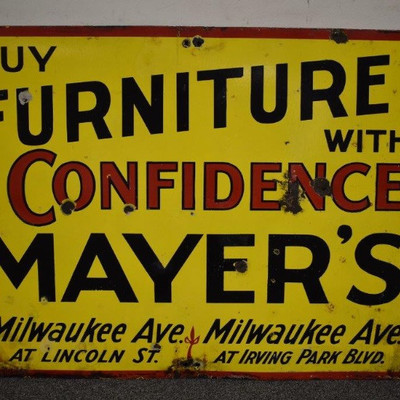 UY
FURNITURE
WITH
CONFIDENCE
MAYER'S
Milwaukee Ave. Milwaukee Ave.
AT LINCOLN ST. AT IRVING PARK BLVD.